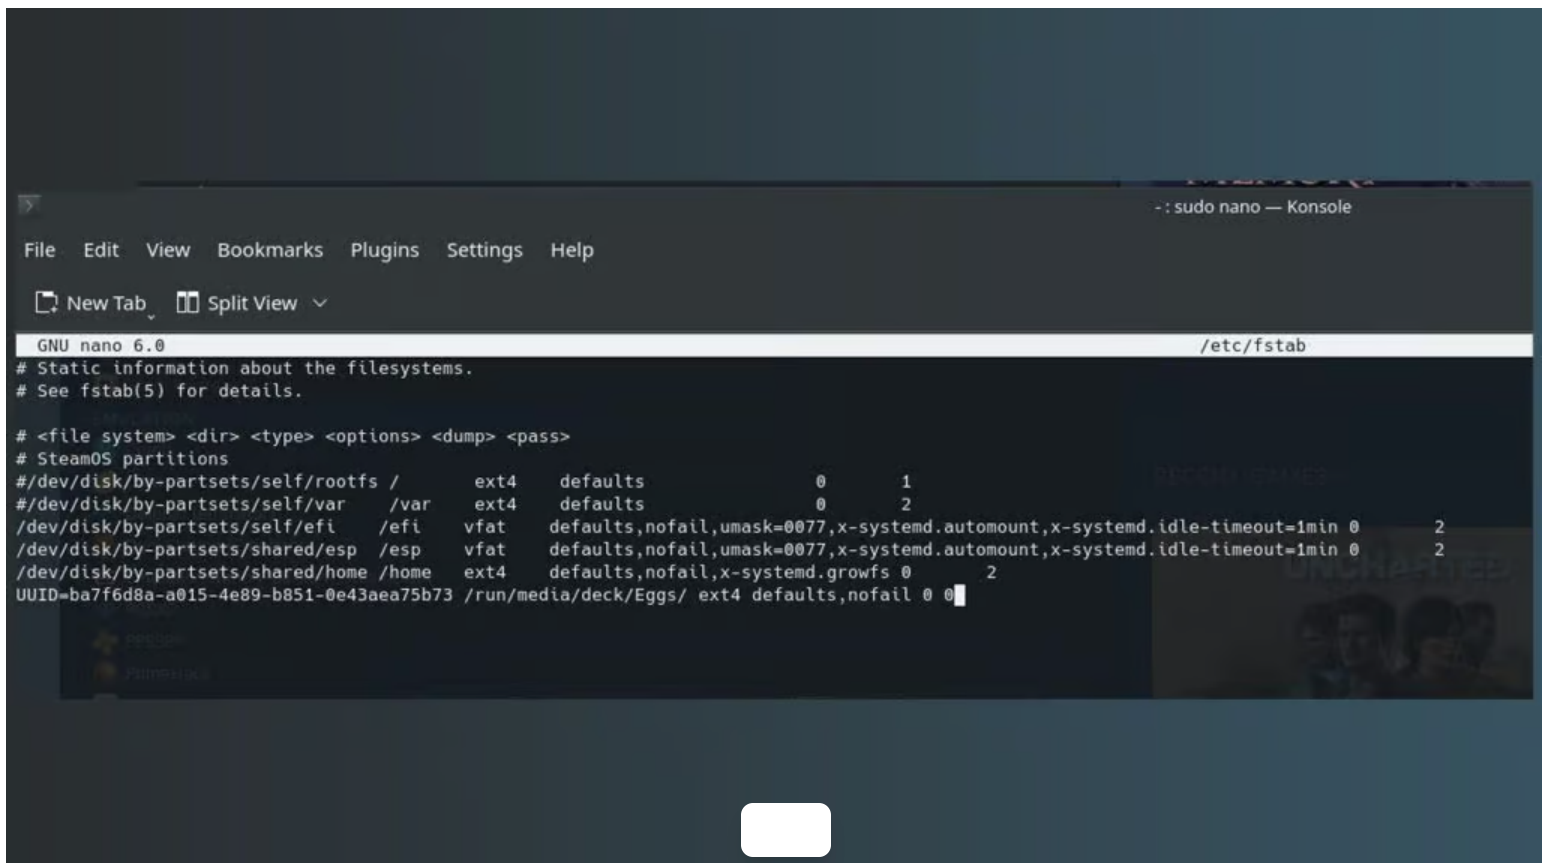 - : sudo nano — Konsole
File Edit View Bookmarks Plugins Settings Help
New Tab Split View
GNU nano 6.0 /etc/fstab
# Static information about the filesystems.
# See fstab(5) for details.
# <file system> <dir> <type> <options> <dump> <pass>
# SteamOS partitions
#/dev/disk/by-partsets/self/rootfs / ext4 defaults 0 1
#/dev/disk/by-partsets/self/var /var ext4 defaults 0 2
/dev/disk/by-partsets/self/efi /efi vfat defaults,nofail,umask=0077,x-systemd.automount,x-systemd.idle-timeout=1min 0 2
/dev/disk/by-partsets/shared/esp /esp vfat defaults,nofail,umask=0077,x-systemd.automount,x-systemd.idle-timeout=1min 0 2
/dev/disk/by-partsets/shared/home /home ext4 defaults,nofail,x-systemd.growfs 0 2
UUID=ba7f6d8a-a015-4e89-b851-0e43aea75b73 /run/media/deck/Eggs/ ext4 defaults,nofail 0 0
UNCHARTED